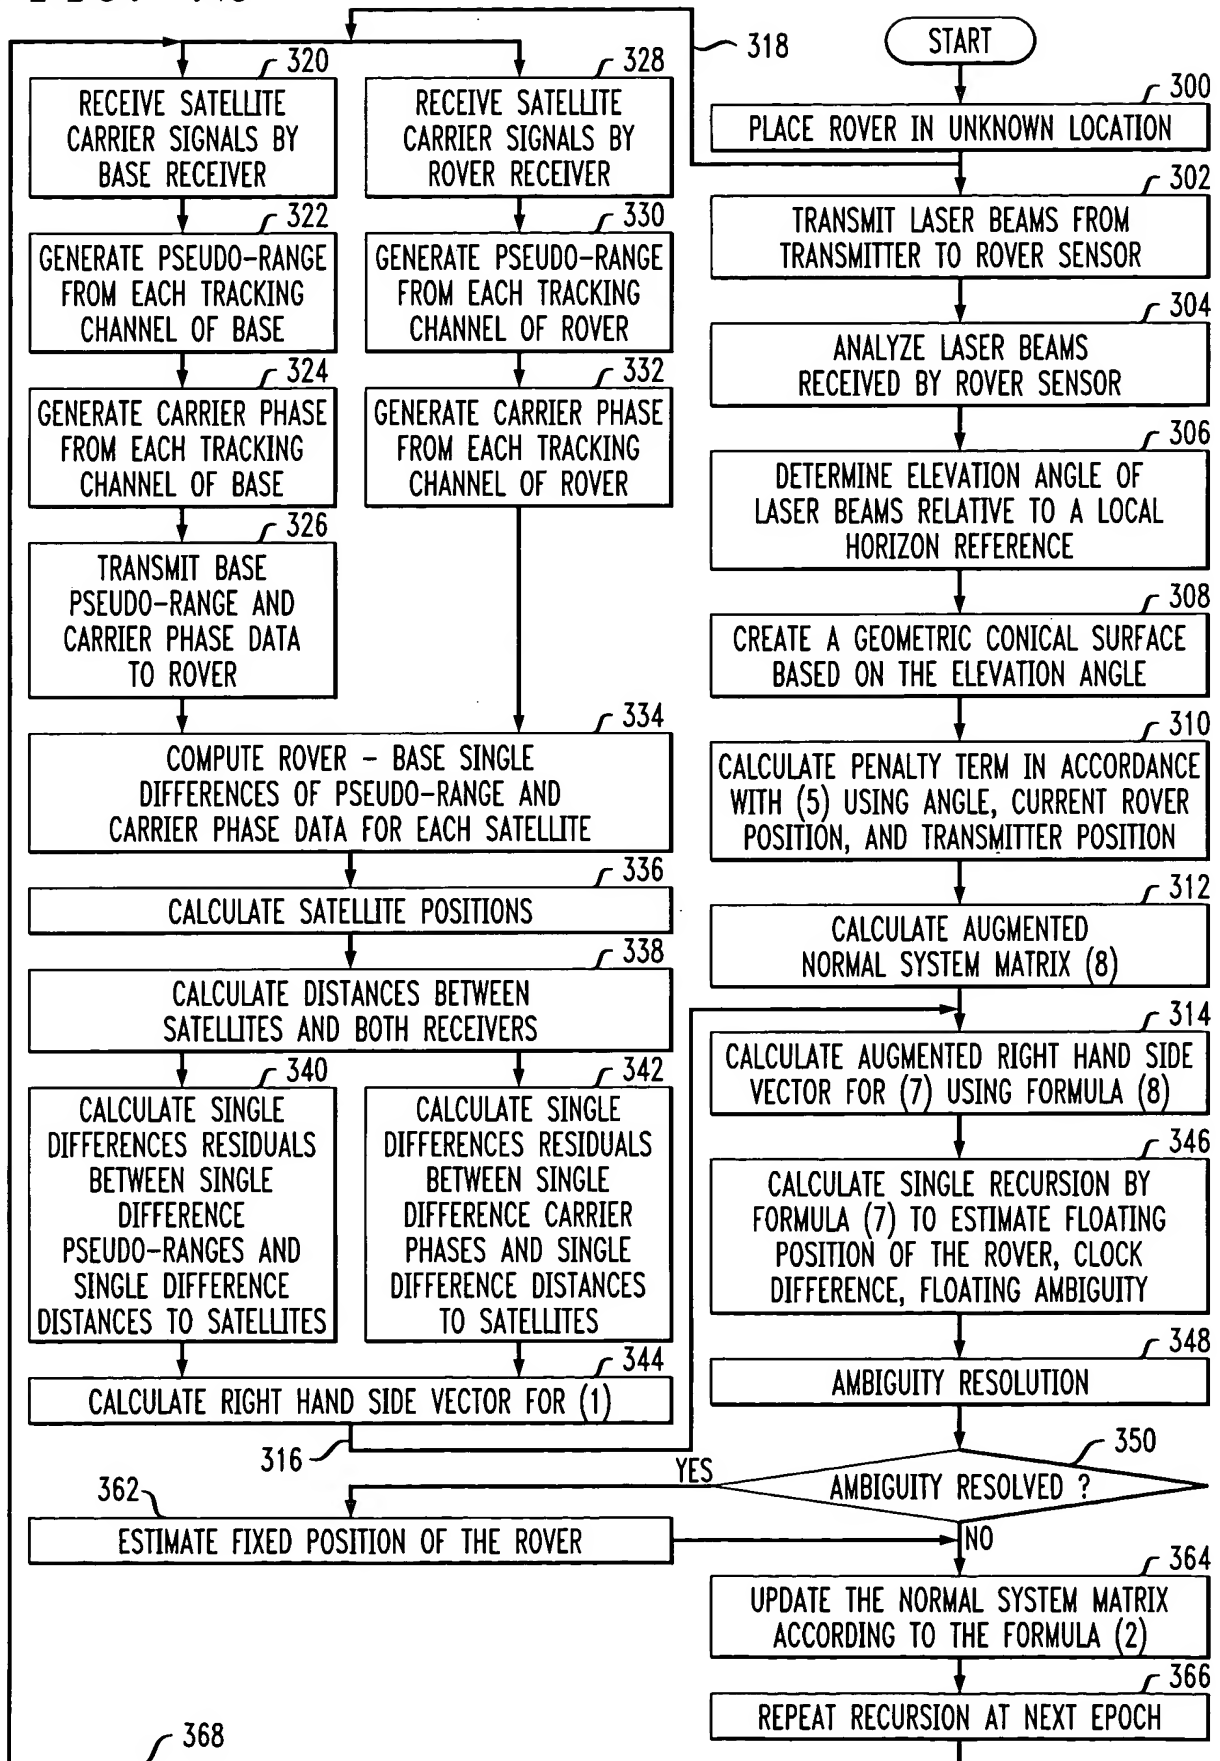 318
START
300
PLACE ROVER IN UNKNOWN LOCATION
320
RECEIVE SATELLITE
CARRIER SIGNALS BY
BASE RECEIVER
328
RECEIVE SATELLITE
CARRIER SIGNALS BY
ROVER RECEIVER
302
TRANSMIT LASER BEAMS FROM
TRANSMITTER TO ROVER SENSOR
322
GENERATE PSEUDO-RANGE
FROM EACH TRACKING
CHANNEL OF BASE
330
GENERATE PSEUDO-RANGE
FROM EACH TRACKING
CHANNEL OF ROVER
304
ANALYZE LASER BEAMS
RECEIVED BY ROVER SENSOR
324
GENERATE CARRIER PHASE
FROM EACH TRACKING
CHANNEL OF BASE
332
GENERATE CARRIER PHASE
FROM EACH TRACKING
CHANNEL OF ROVER
306
DETERMINE ELEVATION ANGLE OF
LASER BEAMS RELATIVE TO A LOCAL
HORIZON REFERENCE
326
TRANSMIT BASE
PSEUDO-RANGE AND
CARRIER PHASE DATA
TO ROVER
308
CREATE A GEOMETRIC CONICAL SURFACE
BASED ON THE ELEVATION ANGLE
334
COMPUTE ROVER - BASE SINGLE
DIFFERENCES OF PSEUDO-RANGE AND
CARRIER PHASE DATA FOR EACH SATELLITE
310
CALCULATE PENALTY TERM IN ACCORDANCE
WITH (5) USING ANGLE, CURRENT ROVER
POSITION, AND TRANSMITTER POSITION
336
CALCULATE SATELLITE POSITIONS
312
CALCULATE AUGMENTED
NORMAL SYSTEM MATRIX (8)
338
CALCULATE DISTANCES BETWEEN
SATELLITES AND BOTH RECEIVERS
314
CALCULATE AUGMENTED RIGHT HAND SIDE
VECTOR FOR (7) USING FORMULA (8)
340
CALCULATE SINGLE
DIFFERENCES RESIDUALS
BETWEEN SINGLE
DIFFERENCE
PSEUDO-RANGES AND
SINGLE DIFFERENCE
DISTANCES TO SATELLITES
342
CALCULATE SINGLE
DIFFERENCES RESIDUALS
BETWEEN SINGLE
DIFFERENCE CARRIER
PHASES AND SINGLE
DIFFERENCE DISTANCES
TO SATELLITES
346
CALCULATE SINGLE RECURSION BY
FORMULA (7) TO ESTIMATE FLOATING
POSITION OF THE ROVER, CLOCK
DIFFERENCE, FLOATING AMBIGUITY
344
CALCULATE RIGHT HAND SIDE VECTOR FOR (1)
316
348
AMBIGUITY RESOLUTION
350
AMBIGUITY RESOLVED ?
YES
NO
362
ESTIMATE FIXED POSITION OF THE ROVER
364
UPDATE THE NORMAL SYSTEM MATRIX
ACCORDING TO THE FORMULA (2)
366
REPEAT RECURSION AT NEXT EPOCH
368